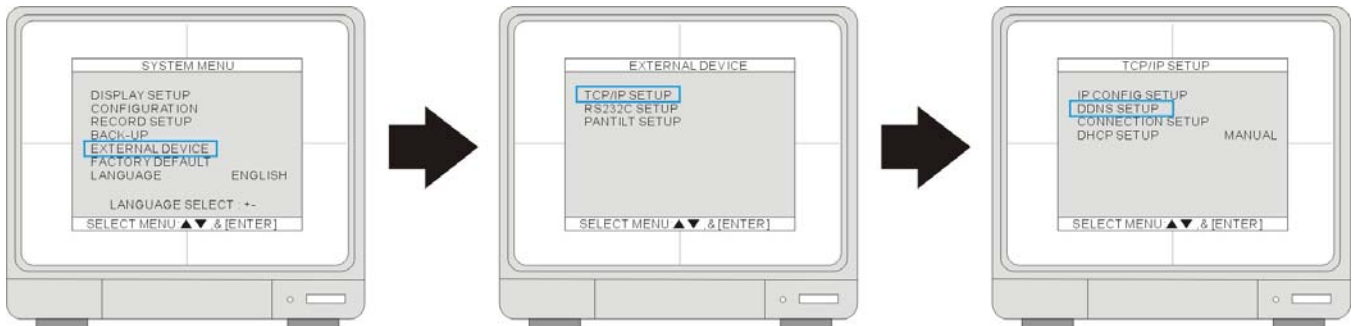 SYSTEM MENU
DISPLAY SETUP
CONFIGURATION
RECORD SETUP
BACK-UP
EXTERNAL DEVICE
FACTORY DEFAULT
LANGUAGE ENGLISH
LANGUAGE SELECT : +-
SELECT MENU:▲▼ ,& [ENTER]
EXTERNAL DEVICE
TCP/IP SETUP
RS232C SETUP
PANTILT SETUP
SELECT MENU:▲▼ ,& [ENTER]
TCP/IP SETUP
IP CONFIG SETUP
DDNS SETUP
CONNECTION SETUP
DHCP SETUP MANUAL
SELECT MENU:▲▼ ,& [ENTER]